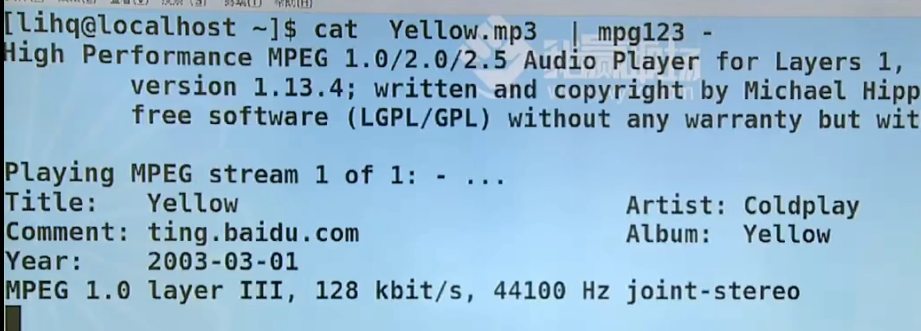 [lihq@localhost ~]$ cat  Yellow.mp3  | mpg123 -
High Performance MPEG 1.0/2.0/2.5 Audio Player for Layers 1,
version 1.13.4; written and copyright by Michael Hipp
free software (LGPL/GPL) without any warranty but wit
Playing MPEG stream 1 of 1: - ...
Title:   Yellow                         Artist: Coldplay
Comment: ting.baidu.com                 Album:  Yellow
Year:    2003-03-01
MPEG 1.0 layer III, 128 kbit/s, 44100 Hz joint-stereo